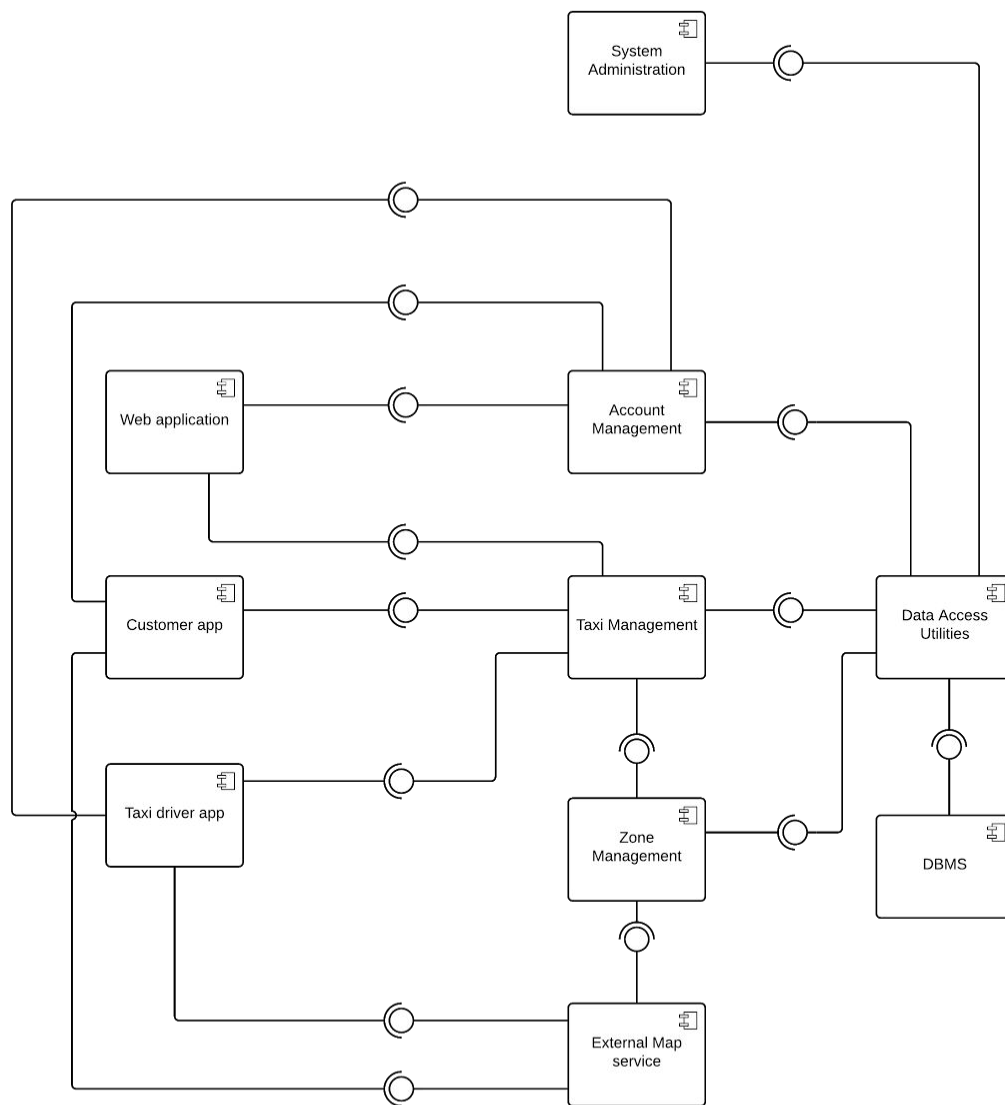 System
Administration
Web application
Account
Management
Customer app
Taxi Management
Data Access
Utilities
Taxi driver app
Zone
Management
DBMS
External Map
service